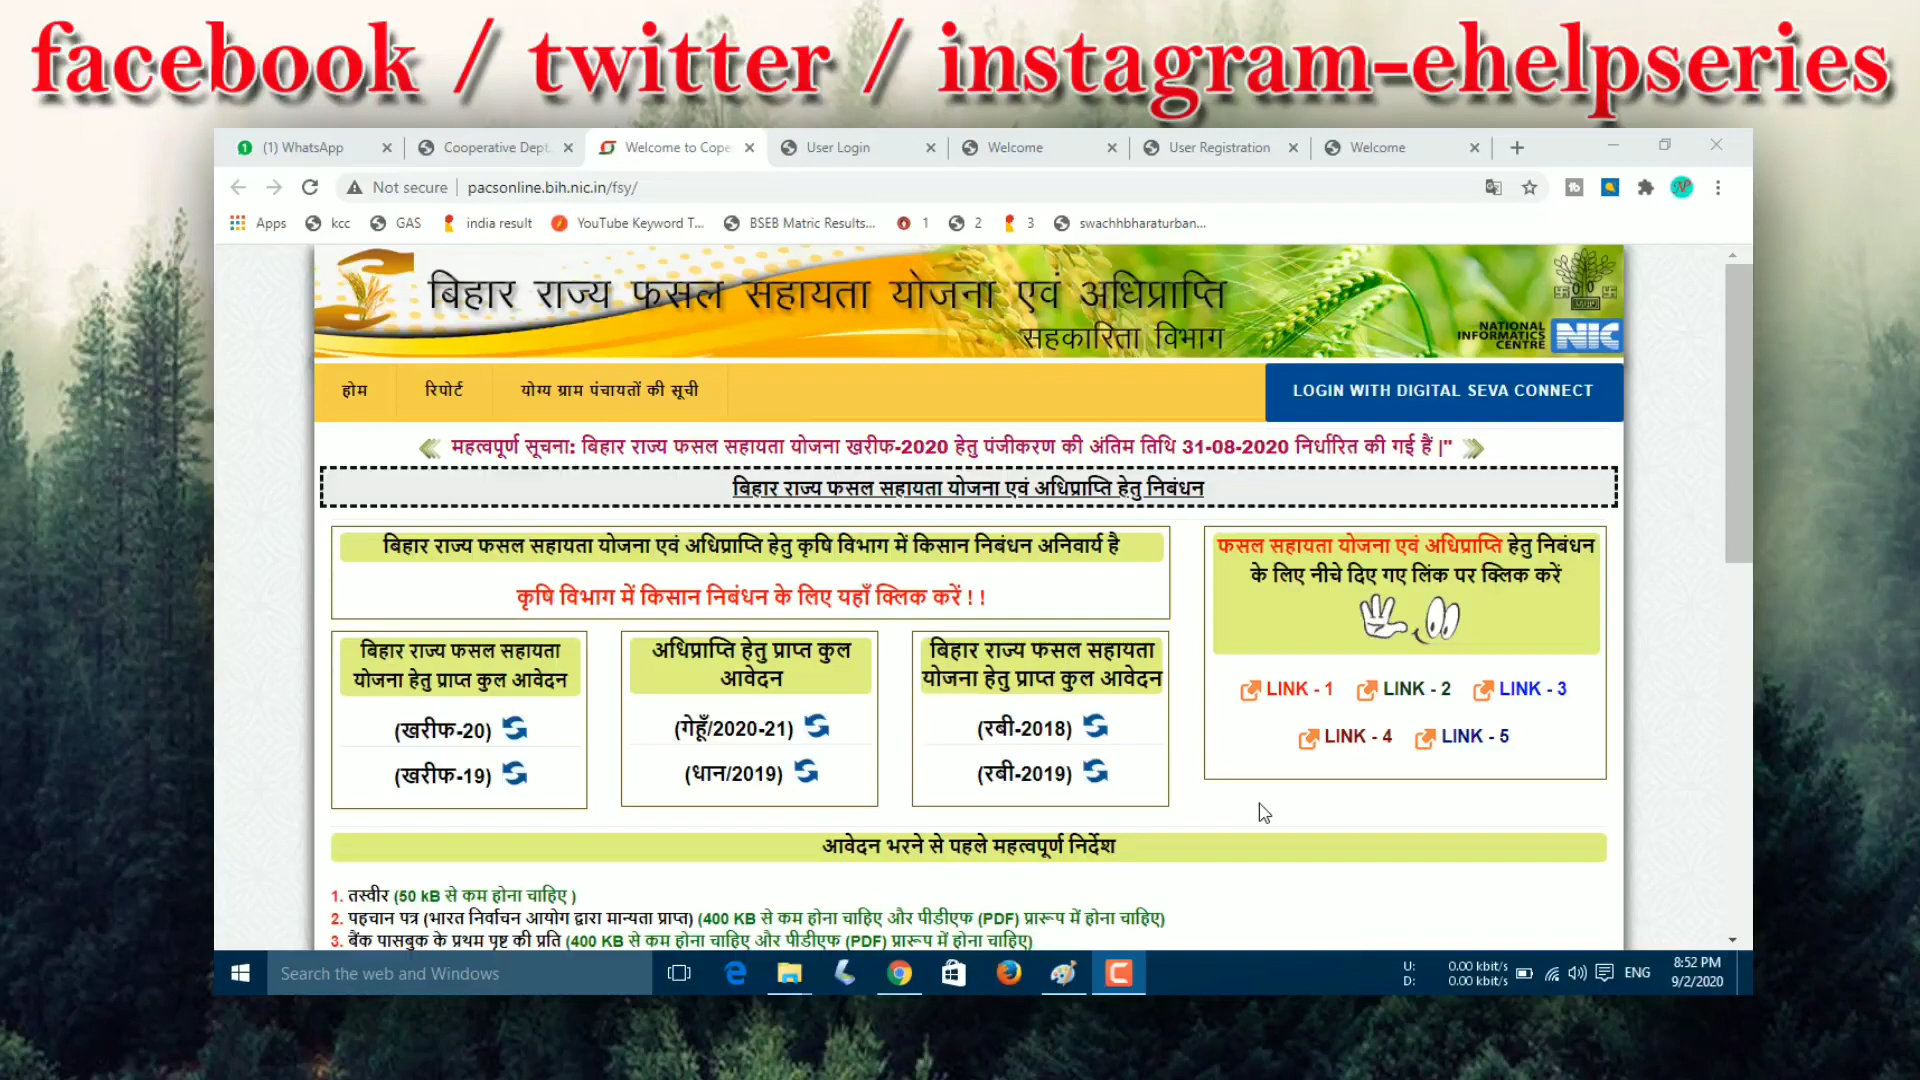 facebook / twitter / instagram-ehelpseries
(1) WhatsApp
Cooperative Dept.
Welcome to Cope
User Login
Welcome
User Registration
Welcome
Not secure
pacsonline.bih.nic.in/fsy/
Apps
kcc
GAS
india result
YouTube Keyword T...
BSEB Matric Results...
1
2
3
swachhbharaturban...
बिहार राज्य फसल सहायता योजना एवं अधिप्राप्ति
सहकारिता विभाग
NATIONAL
INFORMATICS
CENTRE
NIC
होम
रिपोर्ट
योग्य ग्राम पंचायतों की सूची
LOGIN WITH DIGITAL SEVA CONNECT
महत्वपूर्ण सूचना: बिहार राज्य फसल सहायता योजना खरीफ-2020 हेतु पंजीकरण की अंतिम तिथि 31-08-2020 निर्धारित की गई हैं |"
बिहार राज्य फसल सहायता योजना एवं अधिप्राप्ति हेतु निबंधन
बिहार राज्य फसल सहायता योजना एवं अधिप्राप्ति हेतु कृषि विभाग में किसान निबंधन अनिवार्य है
कृषि विभाग में किसान निबंधन के लिए यहाँ क्लिक करें ! !
फसल सहायता योजना एवं अधिप्राप्ति हेतु निबंधन
के लिए नीचे दिए गए लिंक पर क्लिक करें
LINK - 1
LINK - 2
LINK - 3
LINK - 4
LINK - 5
बिहार राज्य फसल सहायता
योजना हेतु प्राप्त कुल आवेदन
(खरीफ-20)
(खरीफ-19)
अधिप्राप्ति हेतु प्राप्त कुल
आवेदन
(गेहूँ/2020-21)
(धान/2019)
बिहार राज्य फसल सहायता
योजना हेतु प्राप्त कुल आवेदन
(रबी-2018)
(रबी-2019)
आवेदन भरने से पहले महत्वपूर्ण निर्देश
1. तस्वीर (50 kB से कम होना चाहिए )
2. पहचान पत्र (भारत निर्वाचन आयोग द्वारा मान्यता प्राप्त) (400 KB से कम होना चाहिए और पीडीएफ (PDF) प्रारूप में होना चाहिए)
3. बैंक पासबुक के प्रथम पृष्ट की प्रति (400 KB से कम होना चाहिए और पीडीएफ (PDF) प्रारूप में होना चाहिए)
Search the web and Windows
U: 0.00 kbit/s
D: 0.00 kbit/s
ENG
8:52 PM
9/2/2020